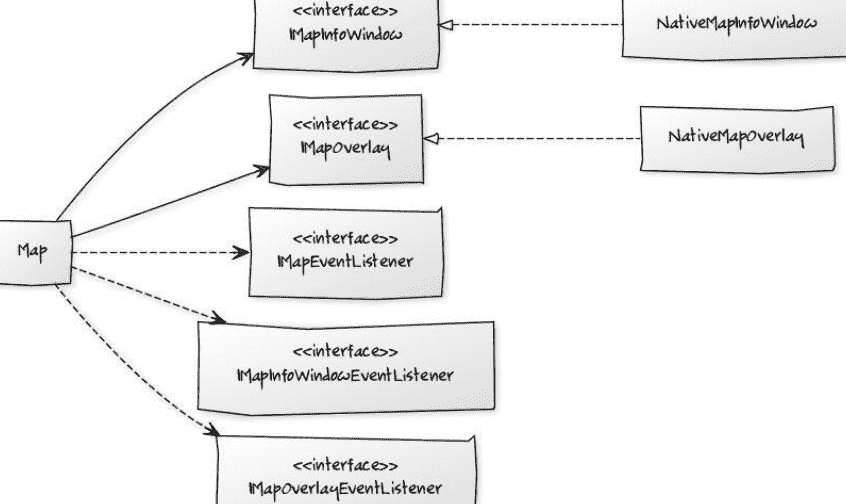 <<interface>>
IMapInfoWindow
NativeMapInfoWindow
<<interface>>
IMapOverlay
NativeMapOverlay
Map
<<interface>>
IMapEventListener
<<interface>>
IMapInfoWindowEventListener
<<interface>>
IMapOverlayEventListener